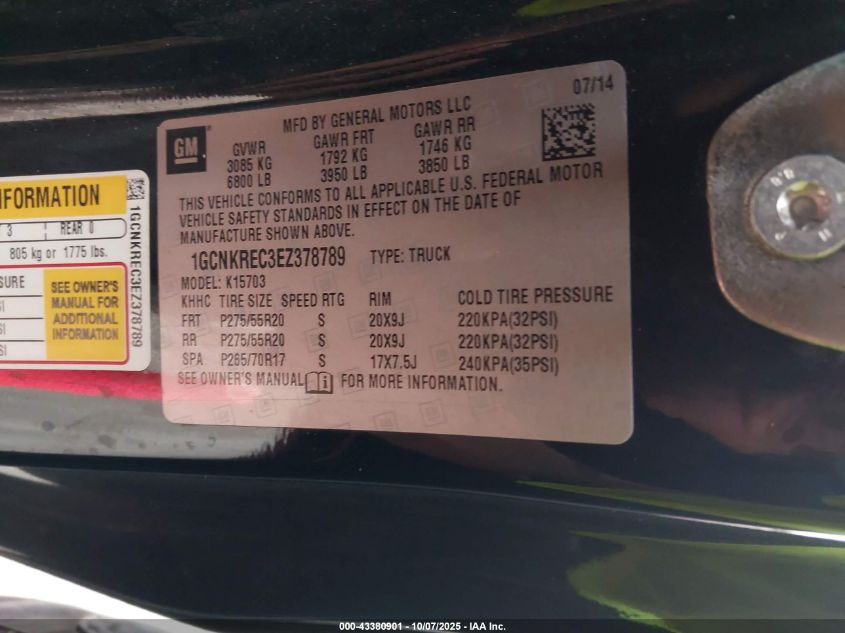 07/14
GM
MFD BY GENERAL MOTORS LLC
GVWR GAWR FRT GAWR RR
3085 KG 1792 KG 1746 KG
6800 LB 3950 LB 3850 LB
THIS VEHICLE CONFORMS TO ALL APPLICABLE U.S. FEDERAL MOTOR
VEHICLE SAFETY STANDARDS IN EFFECT ON THE DATE OF
MANUFACTURE SHOWN ABOVE.
1GCNKREC3EZ378789 TYPE: TRUCK
MODEL: K15703
KHHC TIRE SIZE SPEED RTG RIM COLD TIRE PRESSURE
FRT P275/55R20 S 20X9J 220KPA(32PSI)
RR P275/55R20 S 20X9J 220KPA(32PSI)
SPA P265/70R17 S 17X7.5J 240KPA(35PSI)
SEE OWNER'S MANUAL i FOR MORE INFORMATION.
NFORMATION
3 REAR 0
805 kg or 1775 lbs.
SURE
SEE OWNER'S
MANUAL FOR
ADDITIONAL
INFORMATION
1GCNKREC3EZ378789
000-43380901 - 10/07/2025 - IAA Inc.